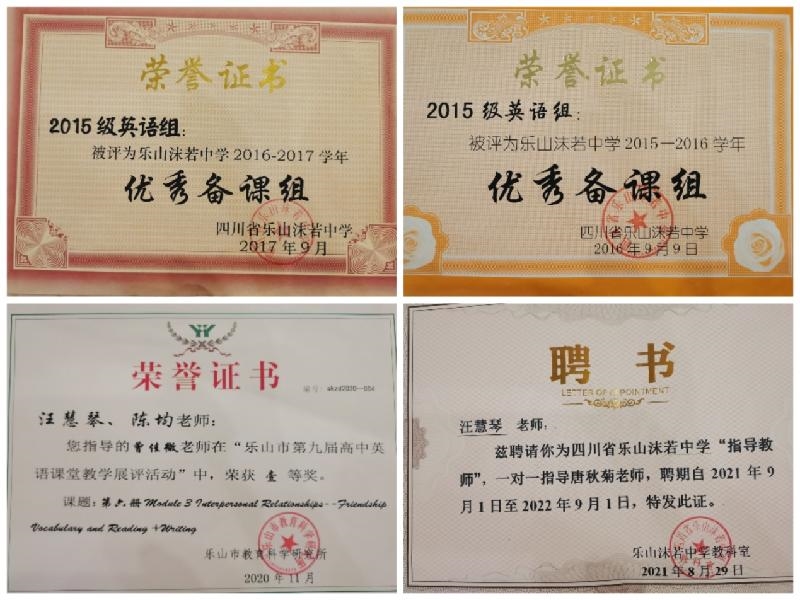 荣誉证书
2015级英语组:
被评为乐山沫若中学2016-2017学年
优秀备课组
四川省乐山沫若中学
2017年9月
荣誉证书
2015级英语组:
被评为乐山沫若中学2015—2016学年
优秀备课组
四川省乐山沫若中学
2016年9月9日
荣誉证书
编号:
汪慧琴、陈均老师:
您指导的曾佳微老师在“乐山市第九届高中英
语课堂教学展评活动”中,荣获 壹 等奖。
课题:第六册Module 3 Interpersonal Relationships--Friendship
Vocabulary and Reading +Writing
乐山市教育科学研究所
2020年11月
聘书
LETTER OF APPOINTMENT
汪慧琴 老师:
兹聘请你为四川省乐山沫若中学“指导教
师”,一对一指导唐秋菊老师,聘期自2021年9
月1日至2022年9月1日,特发此证。
乐山沫若中学教科室
2021年8月29日